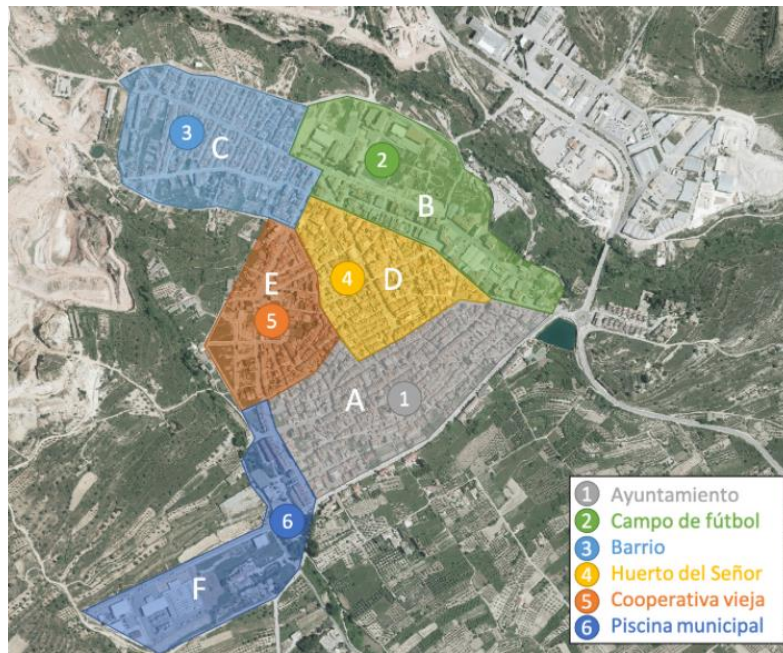 3
C
2
B
E
4
D
5
A
1
6
F
1 Ayuntamiento
2 Campo de fútbol
3 Barrio
4 Huerto del Señor
5 Cooperativa vieja
6 Piscina municipal